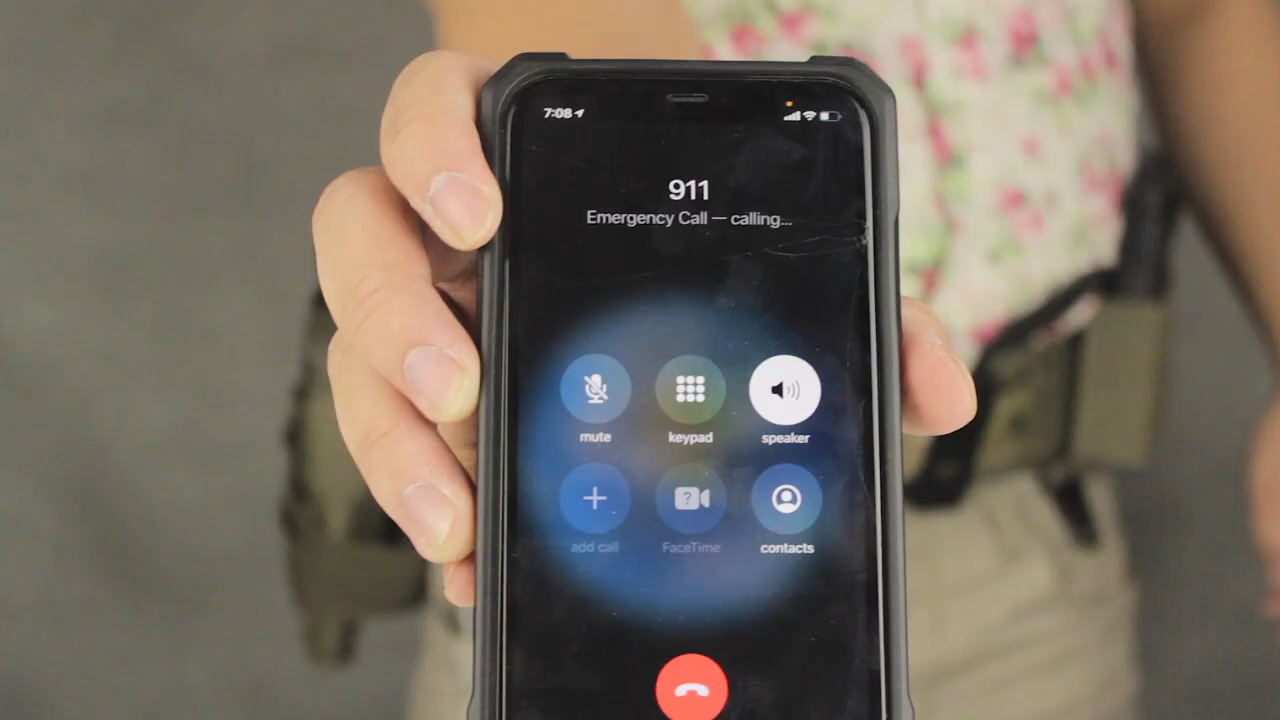 7:08
911
Emergency Call — calling...
mute
keypad
speaker
add call
FaceTime
contacts